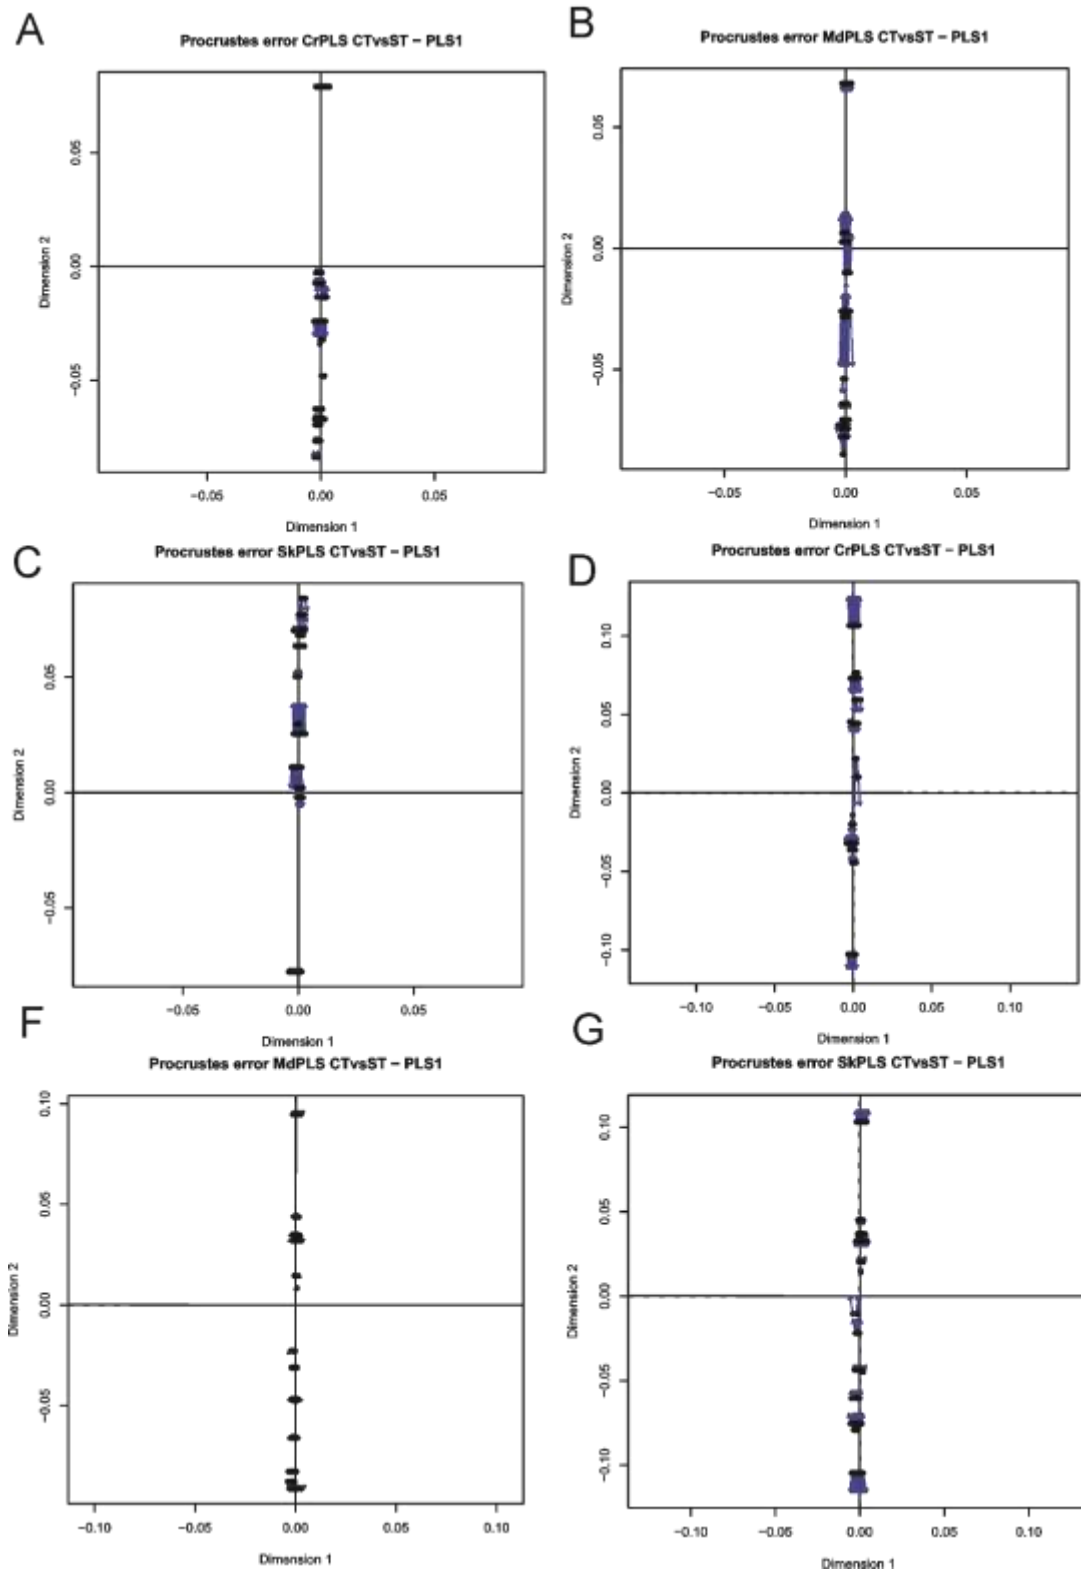 A
Procrustes error CrPLS CTvsST – PLS1
0.05
0.00
−0.05
Dimension 2
−0.05 0.00 0.05
Dimension 1
B
Procrustes error MdPLS CTvsST – PLS1
0.05
0.00
−0.05
Dimension 2
−0.05 0.00 0.05
Dimension 1
C
Procrustes error SkPLS CTvsST – PLS1
0.05
0.00
−0.05
Dimension 2
−0.05 0.00 0.05
Dimension 1
D
Procrustes error CrPLS CTvsST – PLS1
0.10
0.05
0.00
−0.05
−0.10
Dimension 2
−0.10 −0.05 0.00 0.05 0.10
Dimension 1
F
Procrustes error MdPLS CTvsST – PLS1
0.10
0.05
0.00
−0.05
Dimension 2
−0.10 −0.05 0.00 0.05 0.10
Dimension 1
G
Procrustes error SkPLS CTvsST – PLS1
0.10
0.05
0.00
−0.05
−0.10
Dimension 2
−0.10 −0.05 0.00 0.05 0.10
Dimension 1